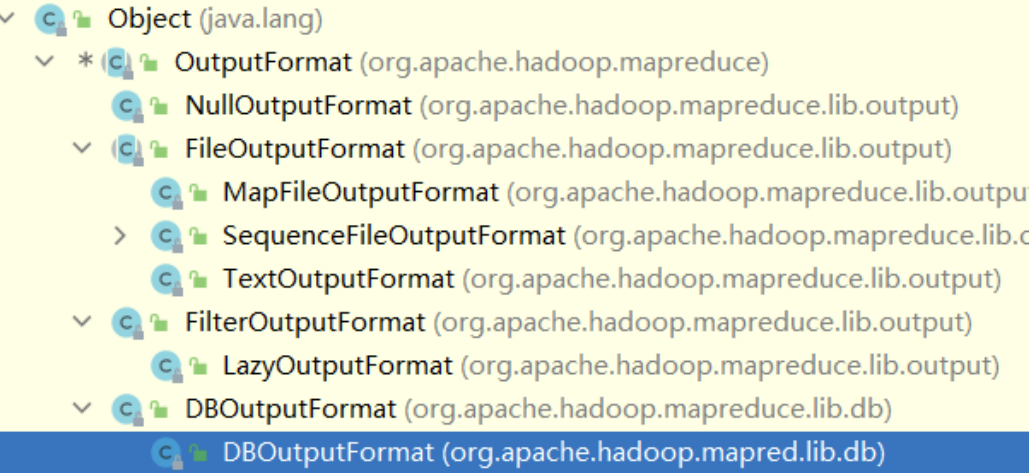 Object (java.lang)
* OutputFormat (org.apache.hadoop.mapreduce)
NullOutputFormat (org.apache.hadoop.mapreduce.lib.output)
FileOutputFormat (org.apache.hadoop.mapreduce.lib.output)
MapFileOutputFormat (org.apache.hadoop.mapreduce.lib.outpu
SequenceFileOutputFormat (org.apache.hadoop.mapreduce.lib.o
TextOutputFormat (org.apache.hadoop.mapreduce.lib.output)
FilterOutputFormat (org.apache.hadoop.mapreduce.lib.output)
LazyOutputFormat (org.apache.hadoop.mapreduce.lib.output)
DBOutputFormat (org.apache.hadoop.mapreduce.lib.db)
DBOutputFormat (org.apache.hadoop.mapred.lib.db)